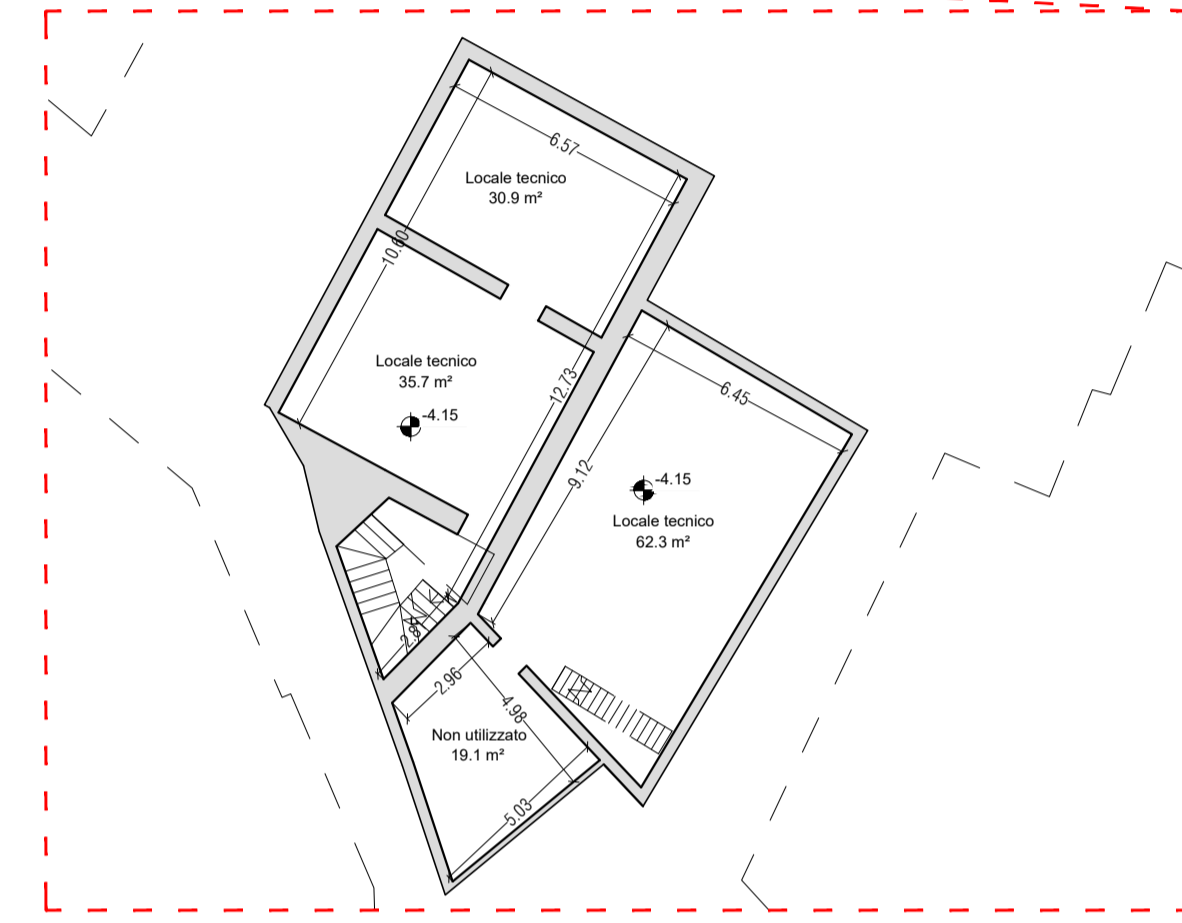 6.57
Locale tecnico
30.9 m²
10.60
Locale tecnico
35.7 m²
-4.15
12.73
6.45
9.12
-4.15
Locale tecnico
62.3 m²
2.96
4.98
Non utilizzato
19.1 m²
5.03